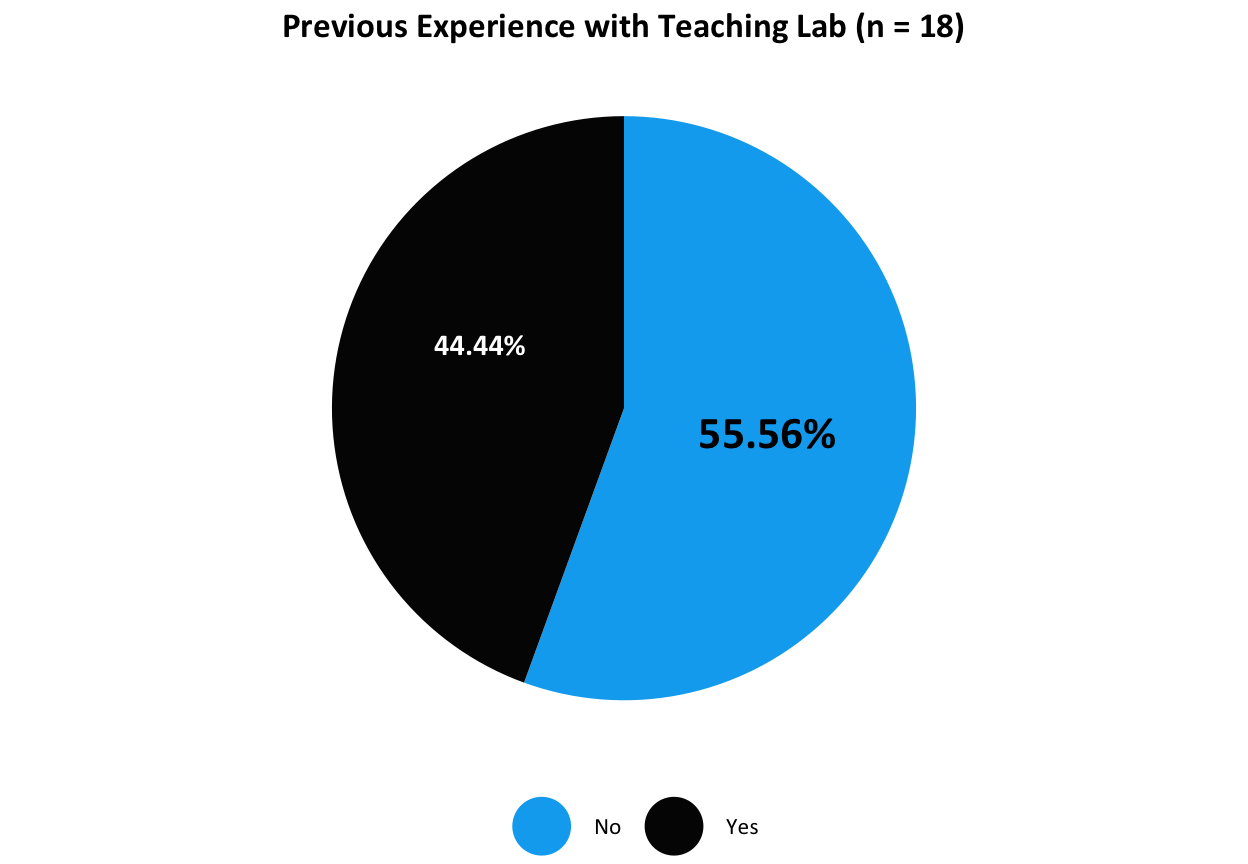 Previous Experience with Teaching Lab (n = 18)
44.44%
55.56%
No Yes